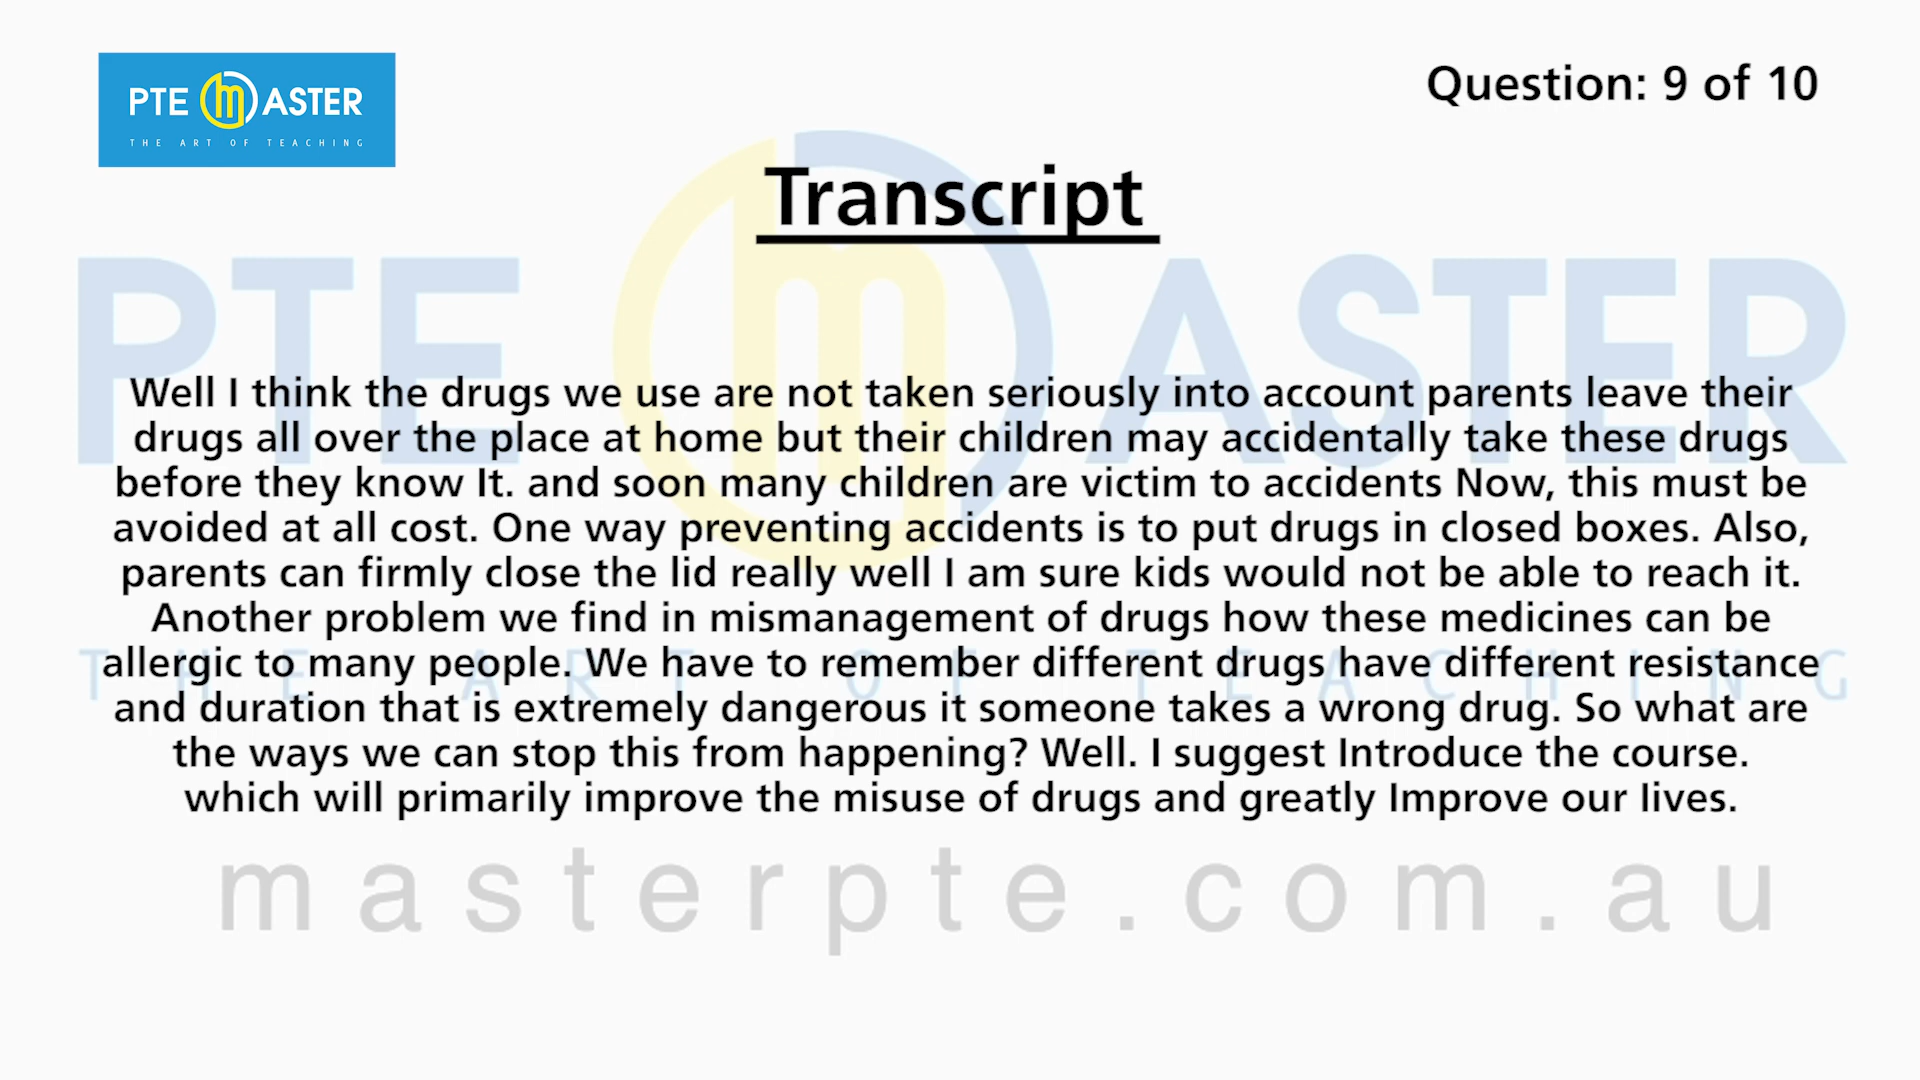 PTE MASTER
THE ART OF TEACHING
Question: 9 of 10
Transcript
Well I think the drugs we use are not taken seriously into account parents leave their
drugs all over the place at home but their children may accidentally take these drugs
before they know It. and soon many children are victim to accidents Now, this must be
avoided at all cost. One way preventing accidents is to put drugs in closed boxes. Also,
parents can firmly close the lid really well I am sure kids would not be able to reach it.
Another problem we find in mismanagement of drugs how these medicines can be
allergic to many people. We have to remember different drugs have different resistance
and duration that is extremely dangerous it someone takes a wrong drug. So what are
the ways we can stop this from happening? Well. I suggest Introduce the course.
which will primarily improve the misuse of drugs and greatly Improve our lives.
PTE MASTER
THE ART OF TEACHING
masterpte.com.au